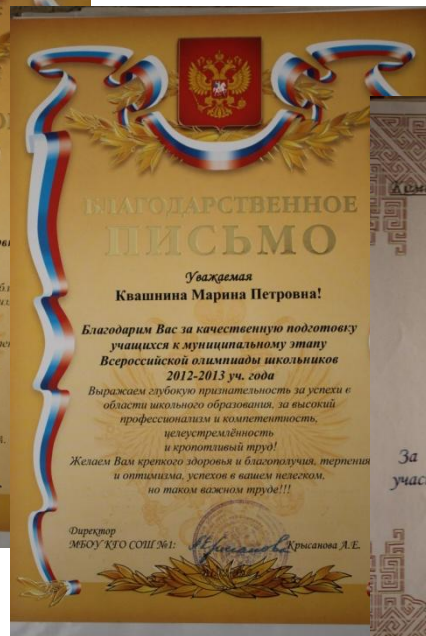 БЛАГОДАРСТВЕННОЕ
ПИСЬМО
Уважаемая
Квашнина Марина Петровна!
Благодарим Вас за качественную подготовку
учащихся к муниципальному этапу
Всероссийской олимпиады школьников
2012-2013 уч. года
Выражаем глубокую признательность за успехи в
области школьного образования, за высокий
профессионализм и компетентность,
целеустремлённость
и кропотливый труд!
Желаем Вам крепкого здоровья и благополучия, терпения
и оптимизма, успехов в вашем нелегком,
но таком важном труде!!!
Директор
МБОУ КГО СОШ №1:
Крысанова А.Е.
За